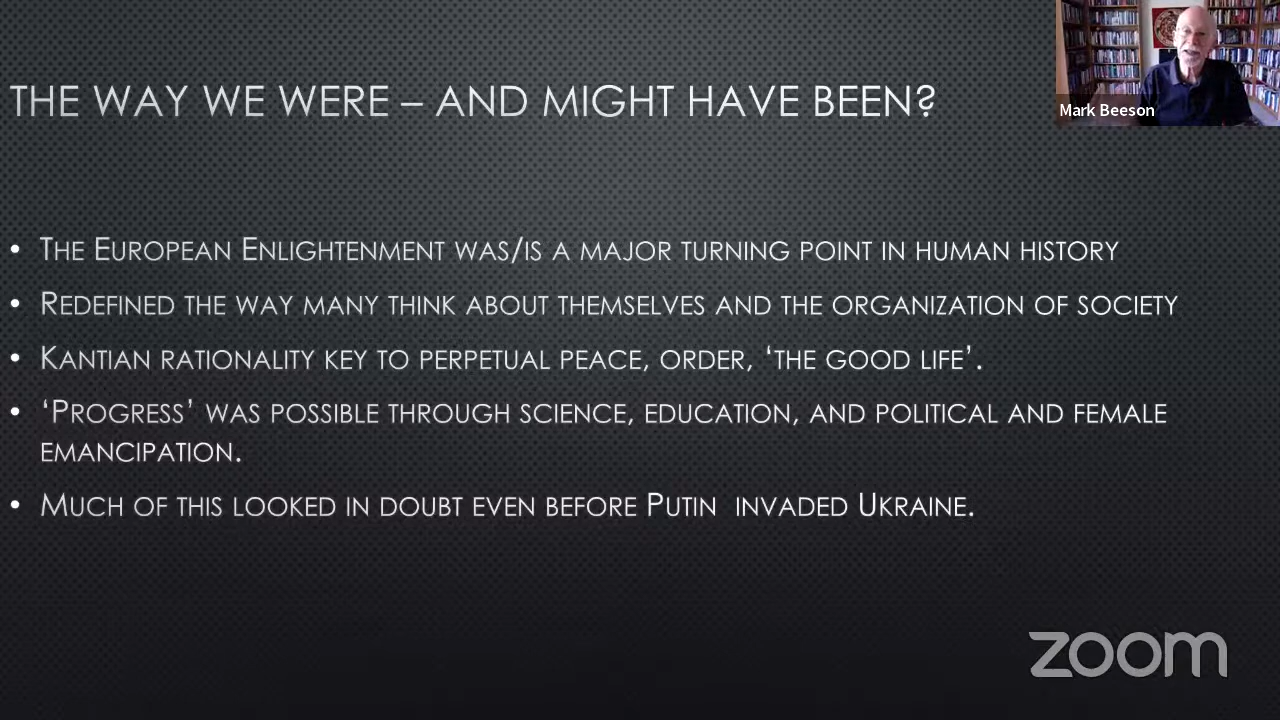 THE WAY WE WERE – AND MIGHT HAVE BEEN?
Mark Beeson
• THE EUROPEAN ENLIGHTENMENT WAS/IS A MAJOR TURNING POINT IN HUMAN HISTORY
• REDEFINED THE WAY MANY THINK ABOUT THEMSELVES AND THE ORGANIZATION OF SOCIETY
• KANTIAN RATIONALITY KEY TO PERPETUAL PEACE, ORDER, ‘THE GOOD LIFE’.
• ‘PROGRESS’ WAS POSSIBLE THROUGH SCIENCE, EDUCATION, AND POLITICAL AND FEMALE
EMANCIPATION.
• MUCH OF THIS LOOKED IN DOUBT EVEN BEFORE PUTIN  INVADED UKRAINE.
zoom